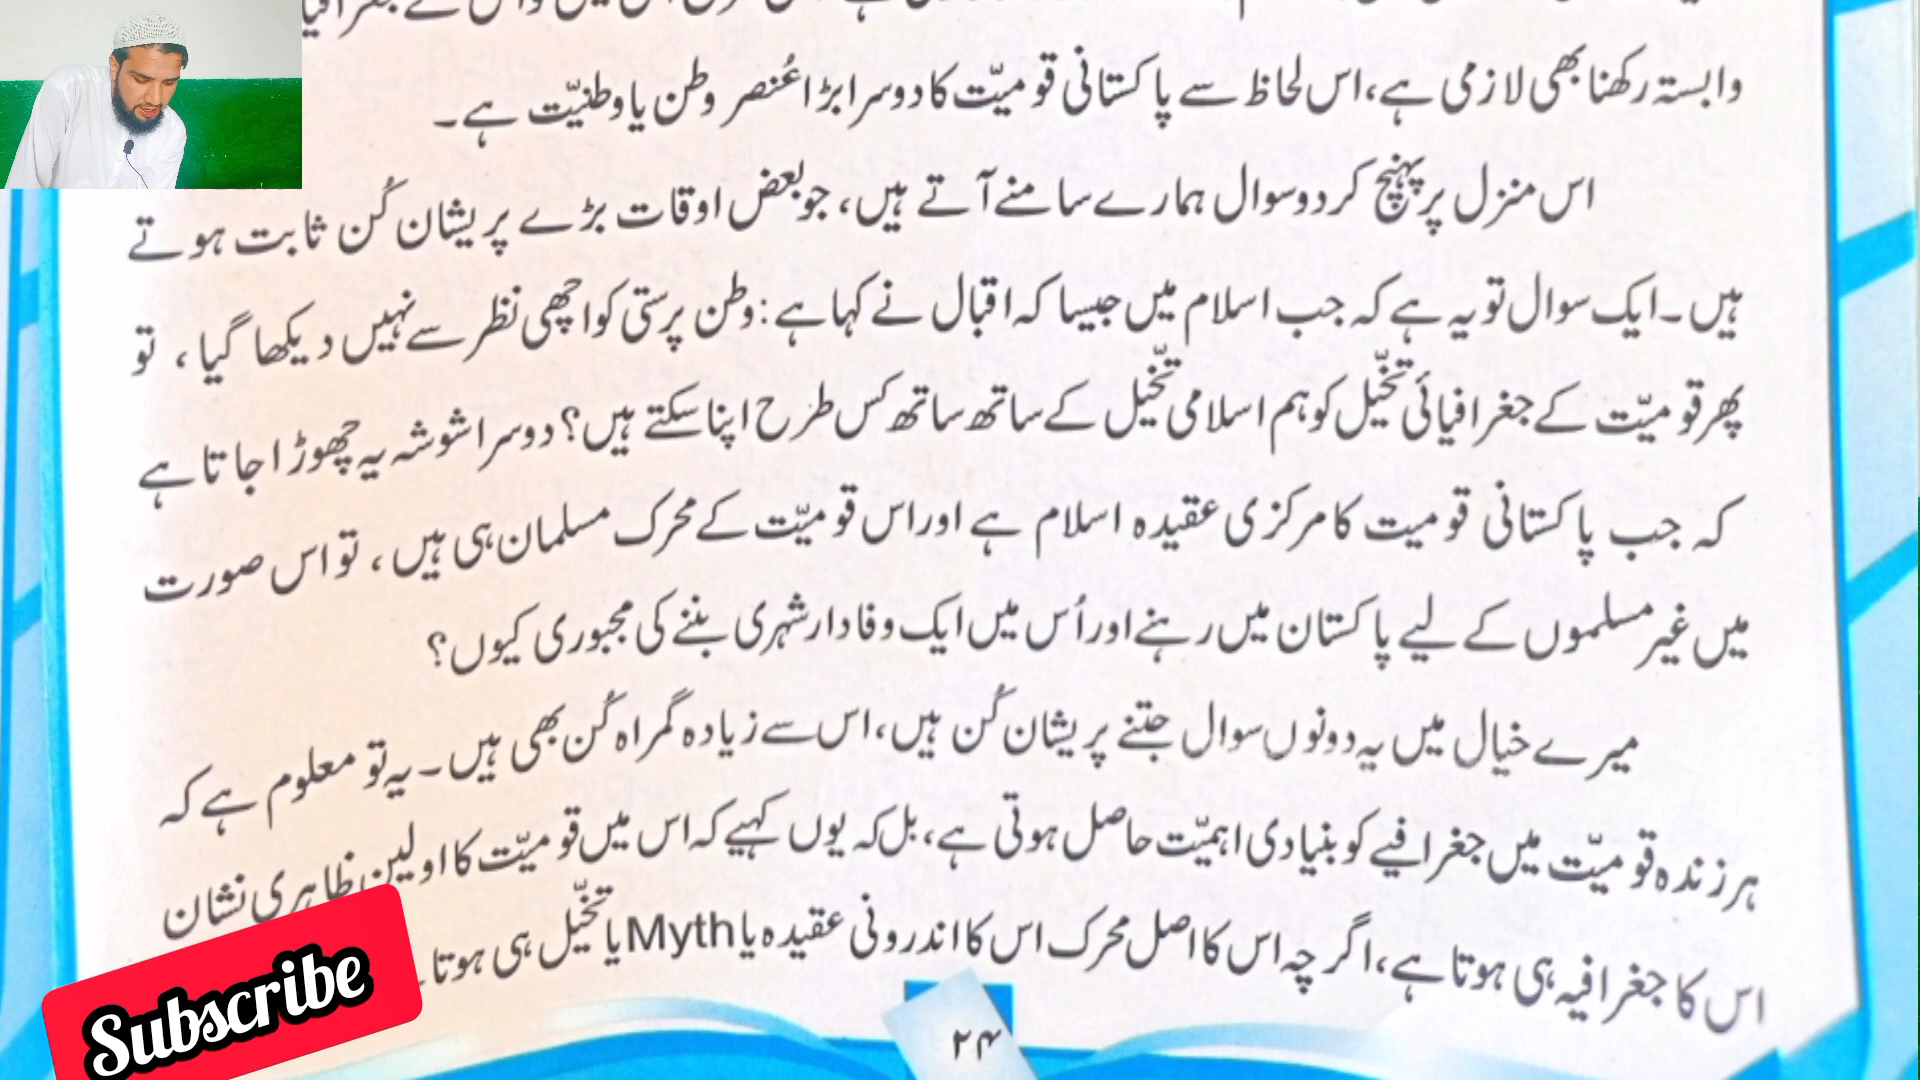 وابستہ رکھنا بھی لازمی ہے، اس لحاظ سے پاکستانی قومیّت کا دوسرا بڑا عُنصر وطن یا وطنیّت ہے۔
اس منزل پر پہنچ کر دو سوال ہمارے سامنے آتے ہیں، جو بعض اوقات بڑے پریشان کُن ثابت ہوتے
ہیں۔ ایک سوال تو یہ ہے کہ جب اسلام میں جیسا کہ اقبال نے کہا ہے: وطن پرستی کو اچھی نظر سے نہیں دیکھا گیا، تو
پھر قومیّت کے جغرافیائی تخیّل کو ہم اسلامی تخیّل کے ساتھ ساتھ کس طرح اپنا سکتے ہیں؟ دوسرا شوشہ یہ چھوڑا جاتا ہے
کہ جب پاکستانی قومیت کا مرکزی عقیدہ اسلام ہے اور اس قومیّت کے محرک مسلمان ہی ہیں، تو اس صورت
میں غیر مسلموں کے لیے پاکستان میں رہنے اور اُس میں ایک وفادار شہری بننے کی مجبوری کیوں؟
میرے خیال میں یہ دونوں سوال جتنے پریشان کُن ہیں، اس سے زیادہ گمراہ کُن بھی ہیں۔ یہ تو معلوم ہے کہ
ہر زندہ قومیّت میں جغرافیے کو بنیادی اہمیّت حاصل ہوتی ہے، بل کہ یوں کہیے کہ اس میں قومیّت کا اولین ظاہری نشان
اس کا جغرافیہ ہی ہوتا ہے، اگرچہ اس کا اصل محرک اس کا اندرونی عقیدہ یا Myth یا تخیّل ہی ہوتا
۲۴
Subscribe